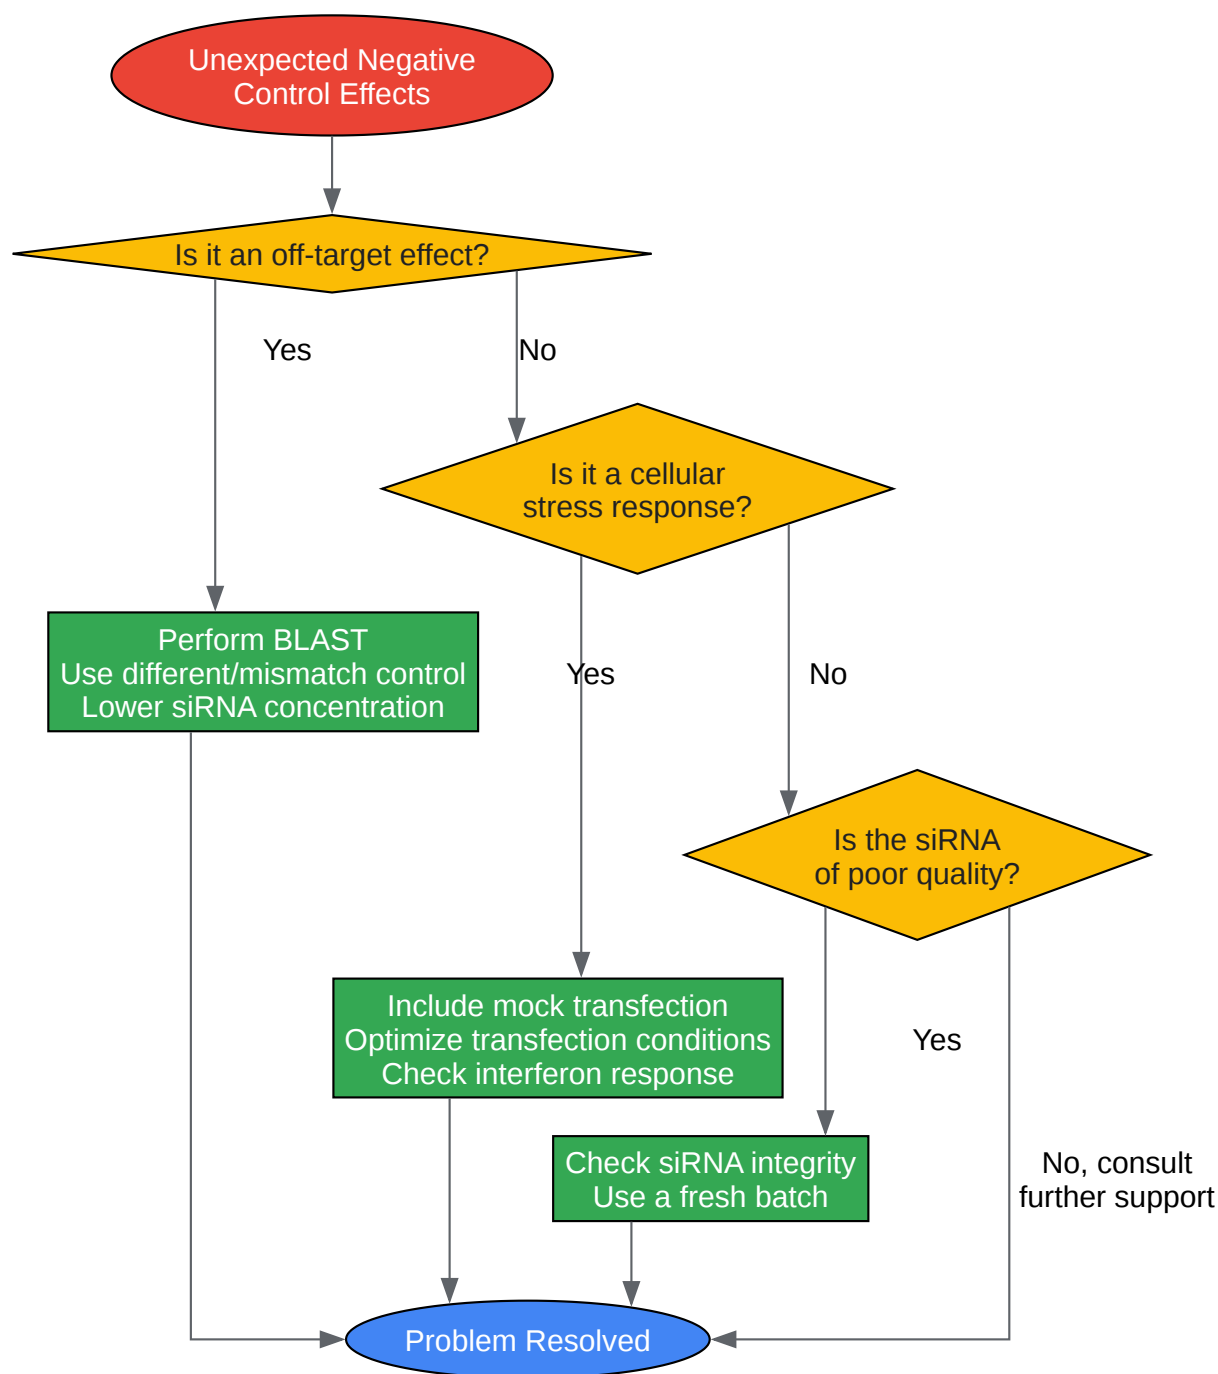 Unexpected Negative
Control Effects
Is it an off-target effect?
Yes
No
Is it a cellular
stress response?
Perform BLAST
Use different/mismatch control
Lower siRNA concentration
Yes
No
Is the siRNA
of poor quality?
Include mock transfection
Optimize transfection conditions
Check interferon response
Yes
Check siRNA integrity
Use a fresh batch
No, consult
further support
Problem Resolved